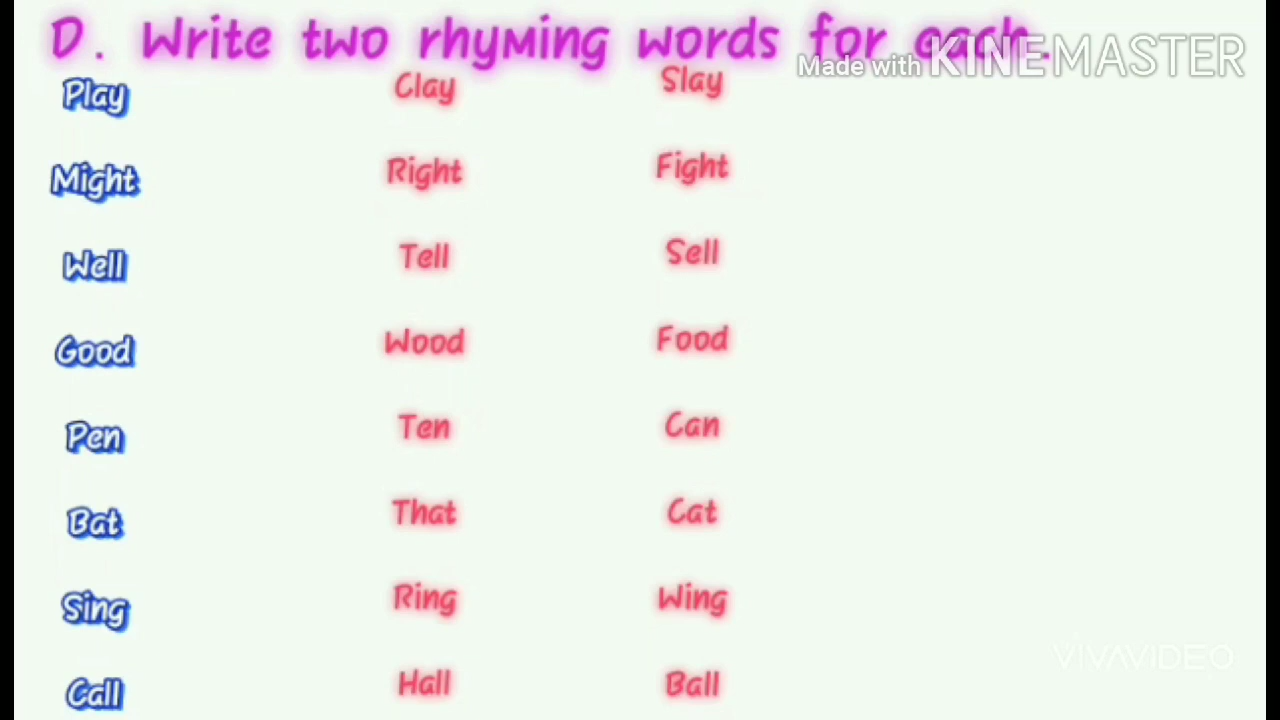 D. Write two rhyming words for each.
Made with KINEMASTER
Play Clay Slay
Might Right Fight
Well Tell Sell
Good Wood Food
Pen Ten Can
Bat That Cat
Sing Ring Wing
Call Hall Ball
VIVAVIDEO